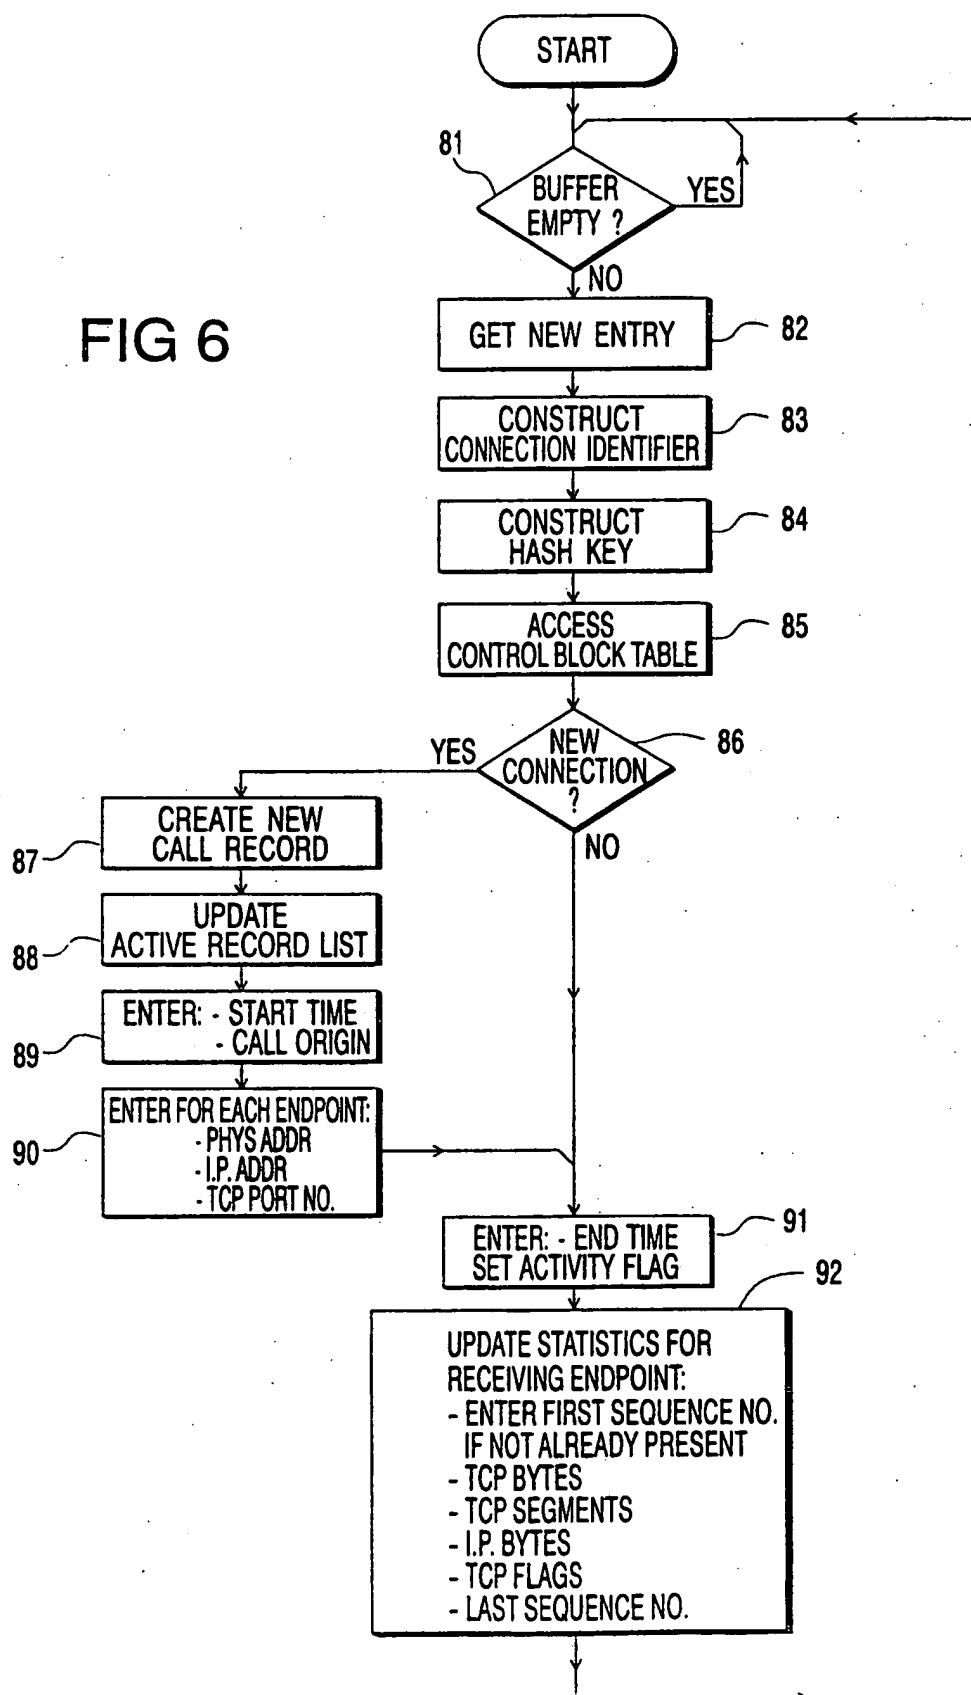 START
81
BUFFER
EMPTY ?
YES
NO
FIG 6
GET NEW ENTRY
82
CONSTRUCT
CONNECTION IDENTIFIER
83
CONSTRUCT
HASH KEY
84
ACCESS
CONTROL BLOCK TABLE
85
NEW
CONNECTION
?
86
YES
NO
CREATE NEW
CALL RECORD
87
UPDATE
ACTIVE RECORD LIST
88
ENTER: - START TIME
- CALL ORIGIN
89
ENTER FOR EACH ENDPOINT:
- PHYS ADDR
- I.P. ADDR
- TCP PORT NO.
90
ENTER: - END TIME
SET ACTIVITY FLAG
91
92
UPDATE STATISTICS FOR
RECEIVING ENDPOINT:
- ENTER FIRST SEQUENCE NO.
IF NOT ALREADY PRESENT
- TCP BYTES
- TCP SEGMENTS
- I.P. BYTES
- TCP FLAGS
- LAST SEQUENCE NO.